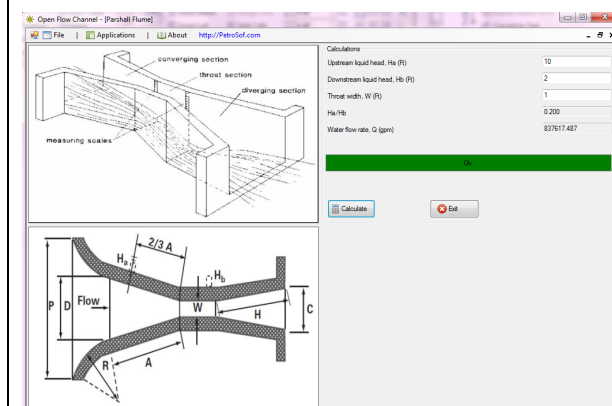 Open Flow Channel - [Parshall Flume]
File | Applications | About http://PetroSof.com
converging section
throat section
diverging section
measuring scales
Calculations
Upstream liquid head, Ha (ft) 10
Downstream liquid head, Hb (ft) 2
Throat width, W (ft) 1
Ha/Hb 0.200
Water flow rate, Q (gpm) 837617.487
Ok
Calculate Exit
2/3 A
Ha
Hb
P D Flow W H C
R A